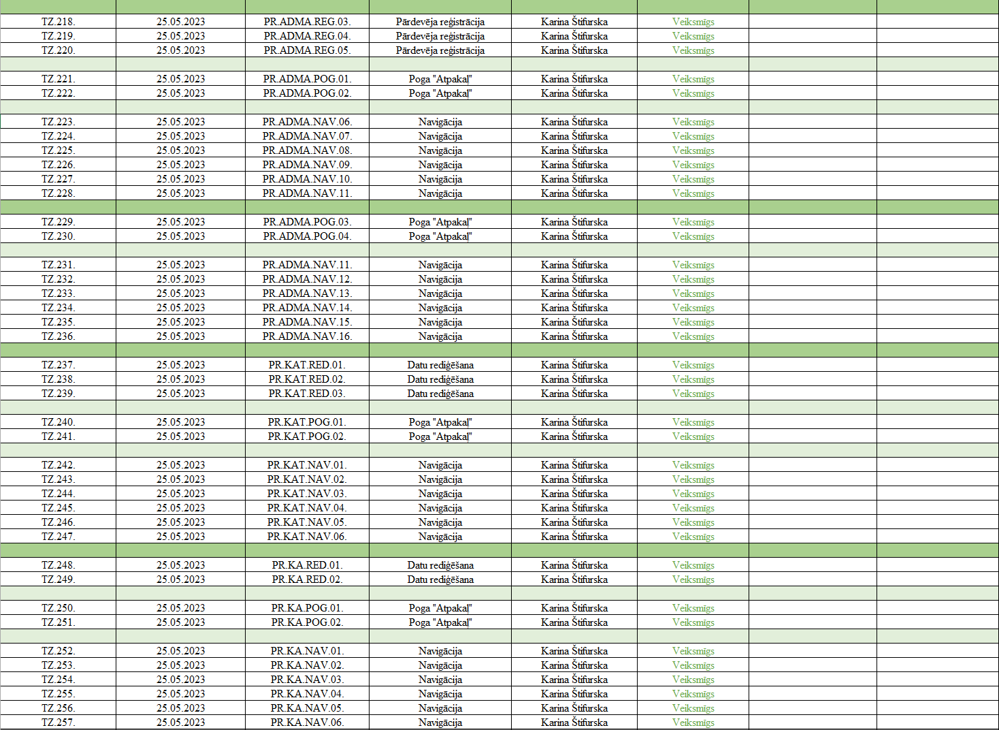 TZ.218. 25.05.2023 PR.ADMA.REG.03. Pārdevēja reģistrācija Karina Štifurska Veiksmīgs
TZ.219. 25.05.2023 PR.ADMA.REG.04. Pārdevēja reģistrācija Karina Štifurska Veiksmīgs
TZ.220. 25.05.2023 PR.ADMA.REG.05. Pārdevēja reģistrācija Karina Štifurska Veiksmīgs
TZ.221. 25.05.2023 PR.ADMA.POG.01. Poga "Atpakaļ" Karina Štifurska Veiksmīgs
TZ.222. 25.05.2023 PR.ADMA.POG.02. Poga "Atpakaļ" Karina Štifurska Veiksmīgs
TZ.223. 25.05.2023 PR.ADMA.NAV.06. Navigācija Karina Štifurska Veiksmīgs
TZ.224. 25.05.2023 PR.ADMA.NAV.07. Navigācija Karina Štifurska Veiksmīgs
TZ.225. 25.05.2023 PR.ADMA.NAV.08. Navigācija Karina Štifurska Veiksmīgs
TZ.226. 25.05.2023 PR.ADMA.NAV.09. Navigācija Karina Štifurska Veiksmīgs
TZ.227. 25.05.2023 PR.ADMA.NAV.10. Navigācija Karina Štifurska Veiksmīgs
TZ.228. 25.05.2023 PR.ADMA.NAV.11. Navigācija Karina Štifurska Veiksmīgs
TZ.229. 25.05.2023 PR.ADMA.POG.03. Poga "Atpakaļ" Karina Štifurska Veiksmīgs
TZ.230. 25.05.2023 PR.ADMA.POG.04. Poga "Atpakaļ" Karina Štifurska Veiksmīgs
TZ.231. 25.05.2023 PR.ADMA.NAV.11. Navigācija Karina Štifurska Veiksmīgs
TZ.232. 25.05.2023 PR.ADMA.NAV.12. Navigācija Karina Štifurska Veiksmīgs
TZ.233. 25.05.2023 PR.ADMA.NAV.13. Navigācija Karina Štifurska Veiksmīgs
TZ.234. 25.05.2023 PR.ADMA.NAV.14. Navigācija Karina Štifurska Veiksmīgs
TZ.235. 25.05.2023 PR.ADMA.NAV.15. Navigācija Karina Štifurska Veiksmīgs
TZ.236. 25.05.2023 PR.ADMA.NAV.16. Navigācija Karina Štifurska Veiksmīgs
TZ.237. 25.05.2023 PR.KAT.RED.01. Datu rediģēšana Karina Štifurska Veiksmīgs
TZ.238. 25.05.2023 PR.KAT.RED.02. Datu rediģēšana Karina Štifurska Veiksmīgs
TZ.239. 25.05.2023 PR.KAT.RED.03. Datu rediģēšana Karina Štifurska Veiksmīgs
TZ.240. 25.05.2023 PR.KAT.POG.01. Poga "Atpakaļ" Karina Štifurska Veiksmīgs
TZ.241. 25.05.2023 PR.KAT.POG.02. Poga "Atpakaļ" Karina Štifurska Veiksmīgs
TZ.242. 25.05.2023 PR.KAT.NAV.01. Navigācija Karina Štifurska Veiksmīgs
TZ.243. 25.05.2023 PR.KAT.NAV.02. Navigācija Karina Štifurska Veiksmīgs
TZ.244. 25.05.2023 PR.KAT.NAV.03. Navigācija Karina Štifurska Veiksmīgs
TZ.245. 25.05.2023 PR.KAT.NAV.04. Navigācija Karina Štifurska Veiksmīgs
TZ.246. 25.05.2023 PR.KAT.NAV.05. Navigācija Karina Štifurska Veiksmīgs
TZ.247. 25.05.2023 PR.KAT.NAV.06. Navigācija Karina Štifurska Veiksmīgs
TZ.248. 25.05.2023 PR.KA.RED.01. Datu rediģēšana Karina Štifurska Veiksmīgs
TZ.249. 25.05.2023 PR.KA.RED.02. Datu rediģēšana Karina Štifurska Veiksmīgs
TZ.250. 25.05.2023 PR.KA.POG.01. Poga "Atpakaļ" Karina Štifurska Veiksmīgs
TZ.251. 25.05.2023 PR.KA.POG.02. Poga "Atpakaļ" Karina Štifurska Veiksmīgs
TZ.252. 25.05.2023 PR.KA.NAV.01. Navigācija Karina Štifurska Veiksmīgs
TZ.253. 25.05.2023 PR.KA.NAV.02. Navigācija Karina Štifurska Veiksmīgs
TZ.254. 25.05.2023 PR.KA.NAV.03. Navigācija Karina Štifurska Veiksmīgs
TZ.255. 25.05.2023 PR.KA.NAV.04. Navigācija Karina Štifurska Veiksmīgs
TZ.256. 25.05.2023 PR.KA.NAV.05. Navigācija Karina Štifurska Veiksmīgs
TZ.257. 25.05.2023 PR.KA.NAV.06. Navigācija Karina Štifurska Veiksmīgs